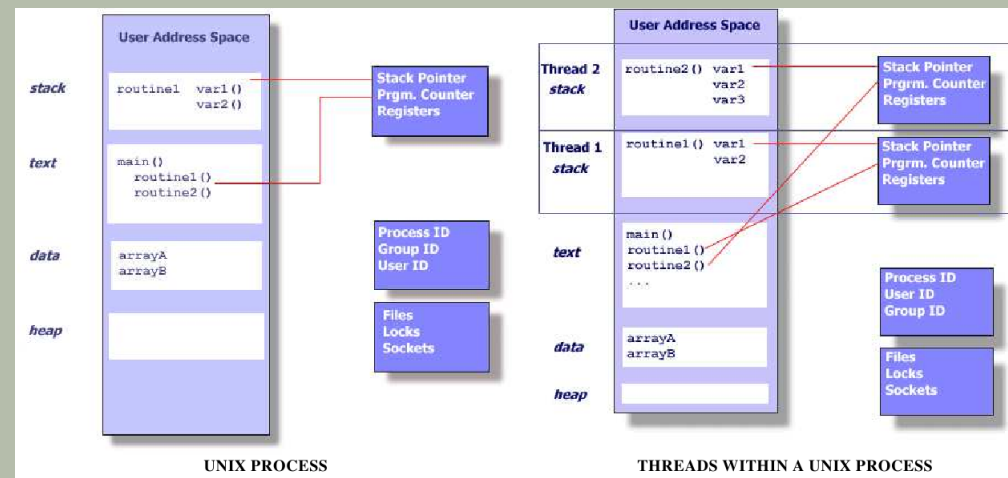 User Address Space
stack
routine1 var1()
var2()
Stack Pointer
Prgm. Counter
Registers
text
main()
routine1()
routine2()
data
arrayA
arrayB
Process ID
Group ID
User ID
heap
Files
Locks
Sockets
UNIX PROCESS
User Address Space
Thread 2
stack
routine2() var1
var2
var3
Stack Pointer
Prgrm. Counter
Registers
Thread 1
stack
routine1() var1
var2
Stack Pointer
Prgrm. Counter
Registers
text
main()
routine1()
routine2()
...
Process ID
User ID
Group ID
data
arrayA
arrayB
Files
Locks
Sockets
heap
THREADS WITHIN A UNIX PROCESS